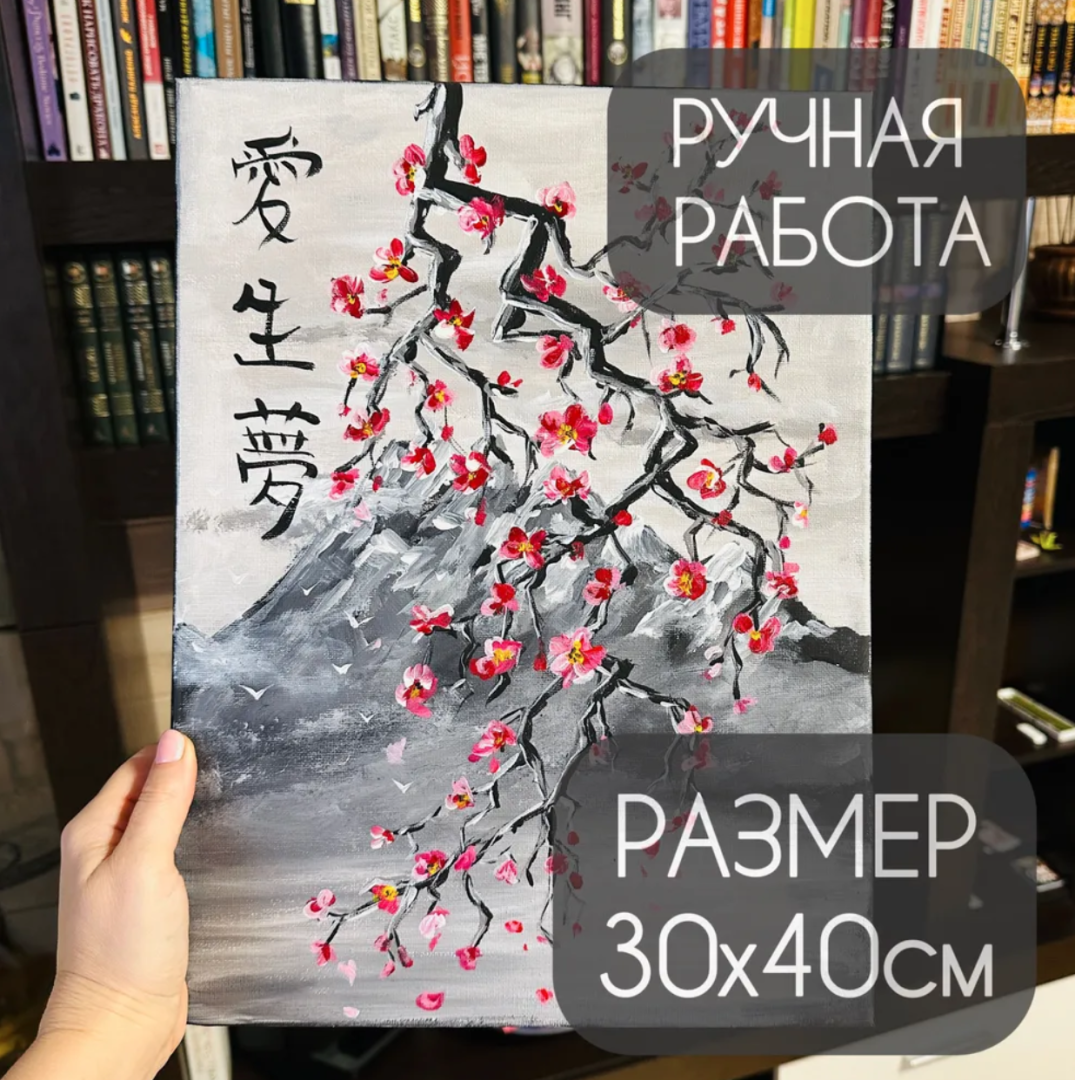 愛
生
夢
РУЧНАЯ
РАБОТА
РАЗМЕР
30х40см